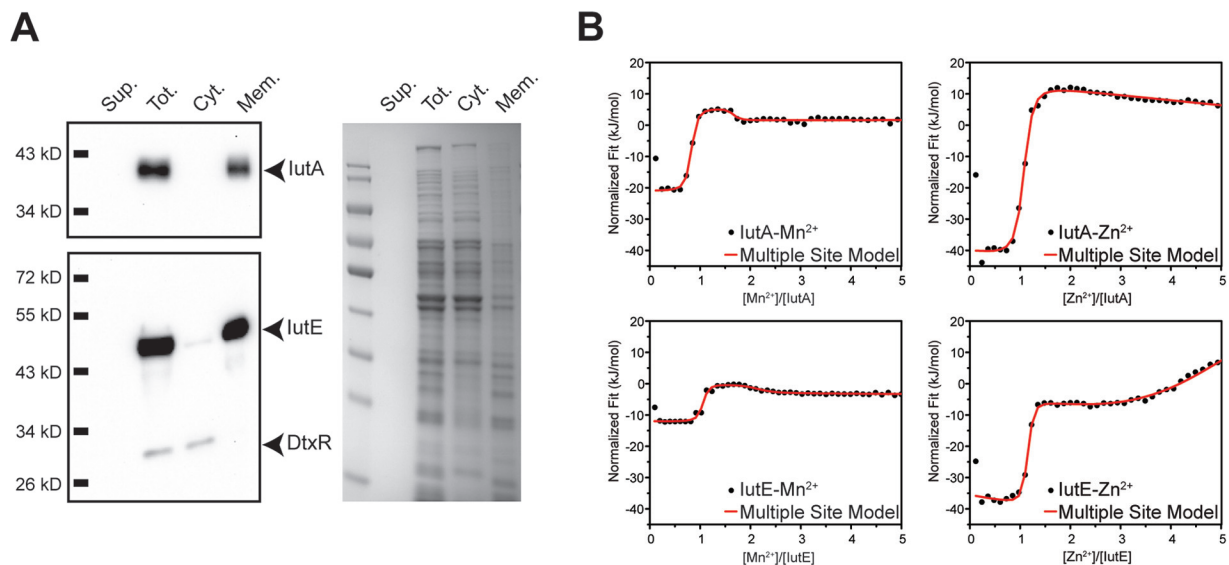 A
Sup.
Tot.
Cyt.
Mem.
43 kD
34 kD
IutA
72 kD
55 kD
43 kD
34 kD
26 kD
IutE
DtxR
Sup.
Tot.
Cyt.
Mem.
B
Normalized Fit (kJ/mol)
20
10
0
-10
-20
-30
-40
IutA-Mn²⁺
Multiple Site Model
0 1 2 3 4 5
[Mn²⁺]/[IutA]
Normalized Fit (kJ/mol)
20
10
0
-10
-20
-30
-40
IutA-Zn²⁺
Multiple Site Model
0 1 2 3 4 5
[Zn²⁺]/[IutA]
Normalized Fit (kJ/mol)
20
10
0
-10
-20
-30
-40
IutE-Mn²⁺
Multiple Site Model
0 1 2 3 4 5
[Mn²⁺]/[IutE]
Normalized Fit (kJ/mol)
20
10
0
-10
-20
-30
-40
IutE-Zn²⁺
Multiple Site Model
0 1 2 3 4 5
[Zn²⁺]/[IutE]